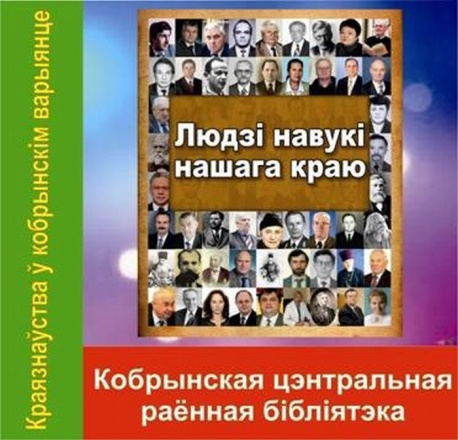 Краязнаўства ў кобрынскім варыянце
Людзі навукі
нашага краю
Кобрынская цэнтральная
раённая бібліятэка